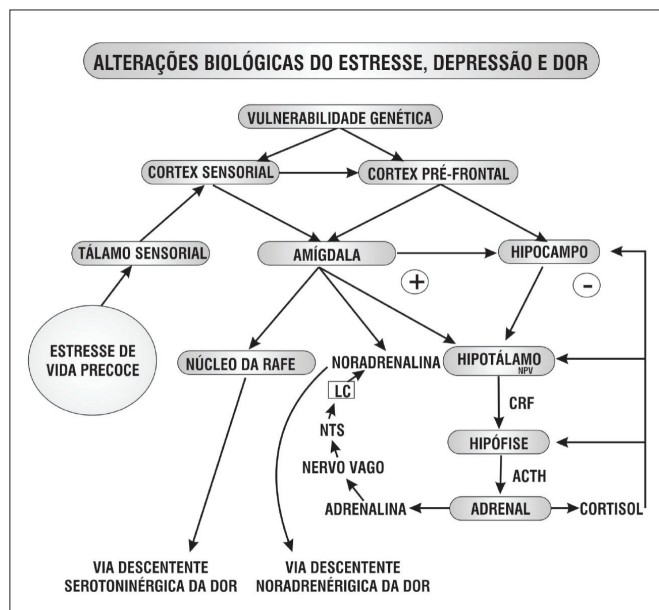 ALTERAÇÕES BIOLÓGICAS DO ESTRESSE, DEPRESSÃO E DOR
VULNERABILIDADE GENÉTICA
CORTEX SENSORIAL
CORTEX PRÉ-FRONTAL
TÁLAMO SENSORIAL
AMÍGDALA
HIPOCAMPO
+
-
ESTRESSE DE
VIDA PRECOCE
NÚCLEO DA RAFE
NORADRENALINA
HIPOTÁLAMO
NPV
LC
CRF
NTS
HIPÓFISE
NERVO VAGO
ACTH
ADRENALINA
ADRENAL
CORTISOL
VIA DESCENTENTE
SEROTONINÉRGICA DA DOR
VIA DESCENTENTE
NORADRENÉRIGICA DA DOR